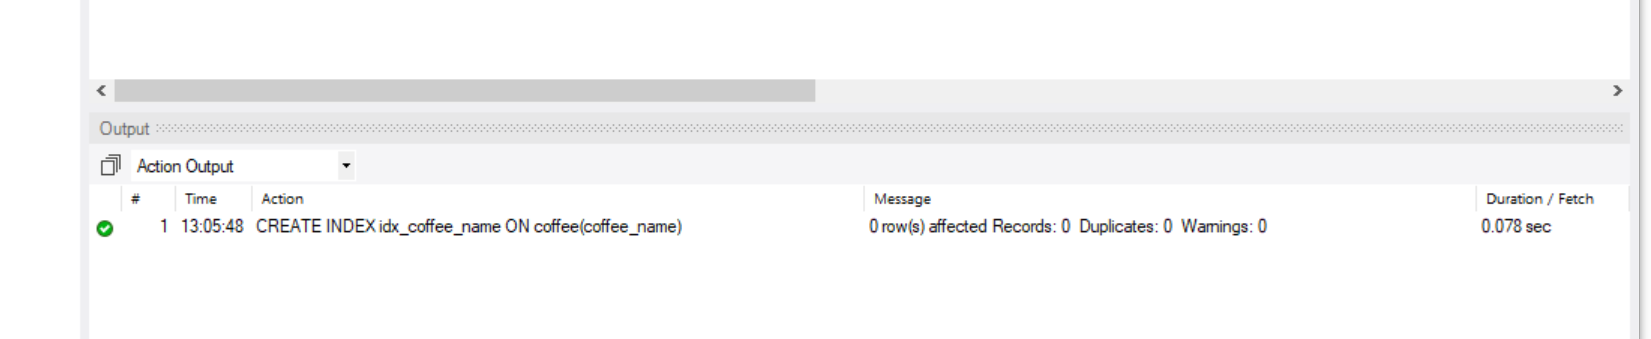 Output
Action Output
# Time Action Message Duration / Fetch
1 13:05:48 CREATE INDEX idx_coffee_name ON coffee(coffee_name) 0 row(s) affected Records: 0 Duplicates: 0 Warnings: 0 0.078 sec